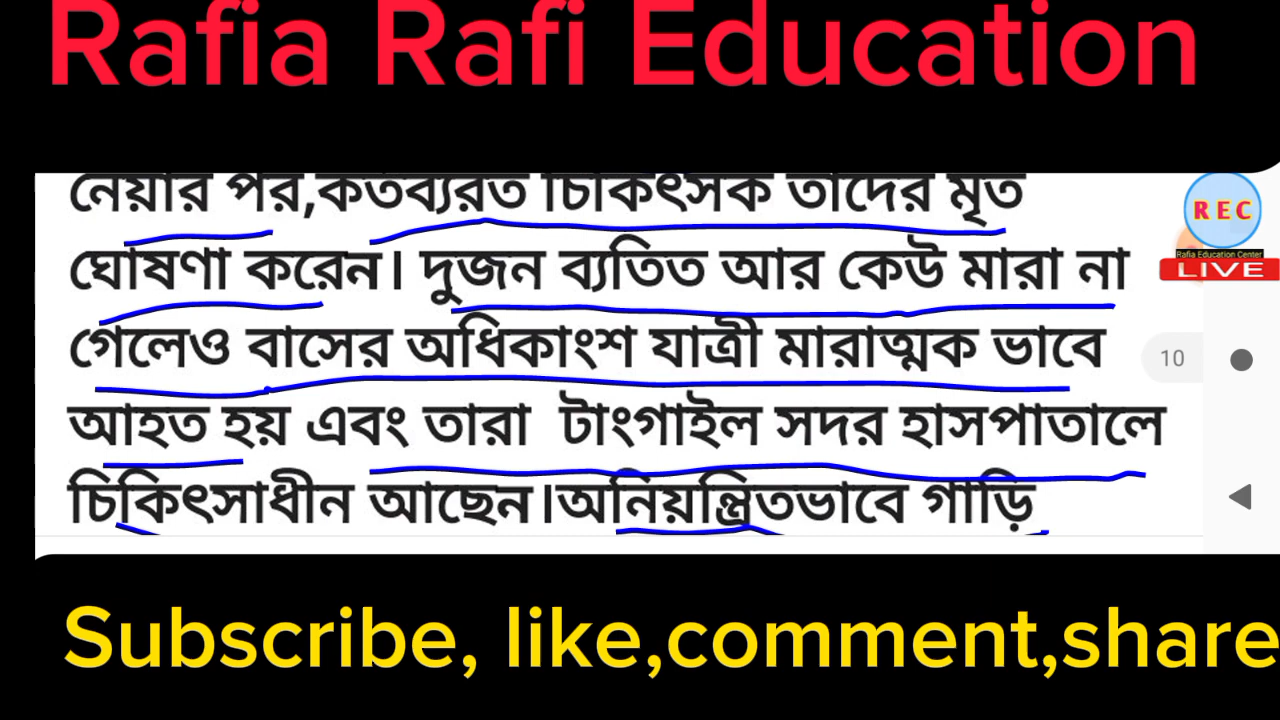 Rafia Rafi Education
নেয়ার পর,কর্তব্যরত চিকিৎসক তাদের মৃত
ঘোষণা করেন। দুজন ব্যতিত আর কেউ মারা না
গেলেও বাসের অধিকাংশ যাত্রী মারাত্মক ভাবে
আহত হয় এবং তারা টাংগাইল সদর হাসপাতালে
চিকিৎসাধীন আছেন।অনিয়ন্ত্রিতভাবে গাড়ি
REC
Rafia Education Center
LIVE
10
Subscribe, like,comment,share